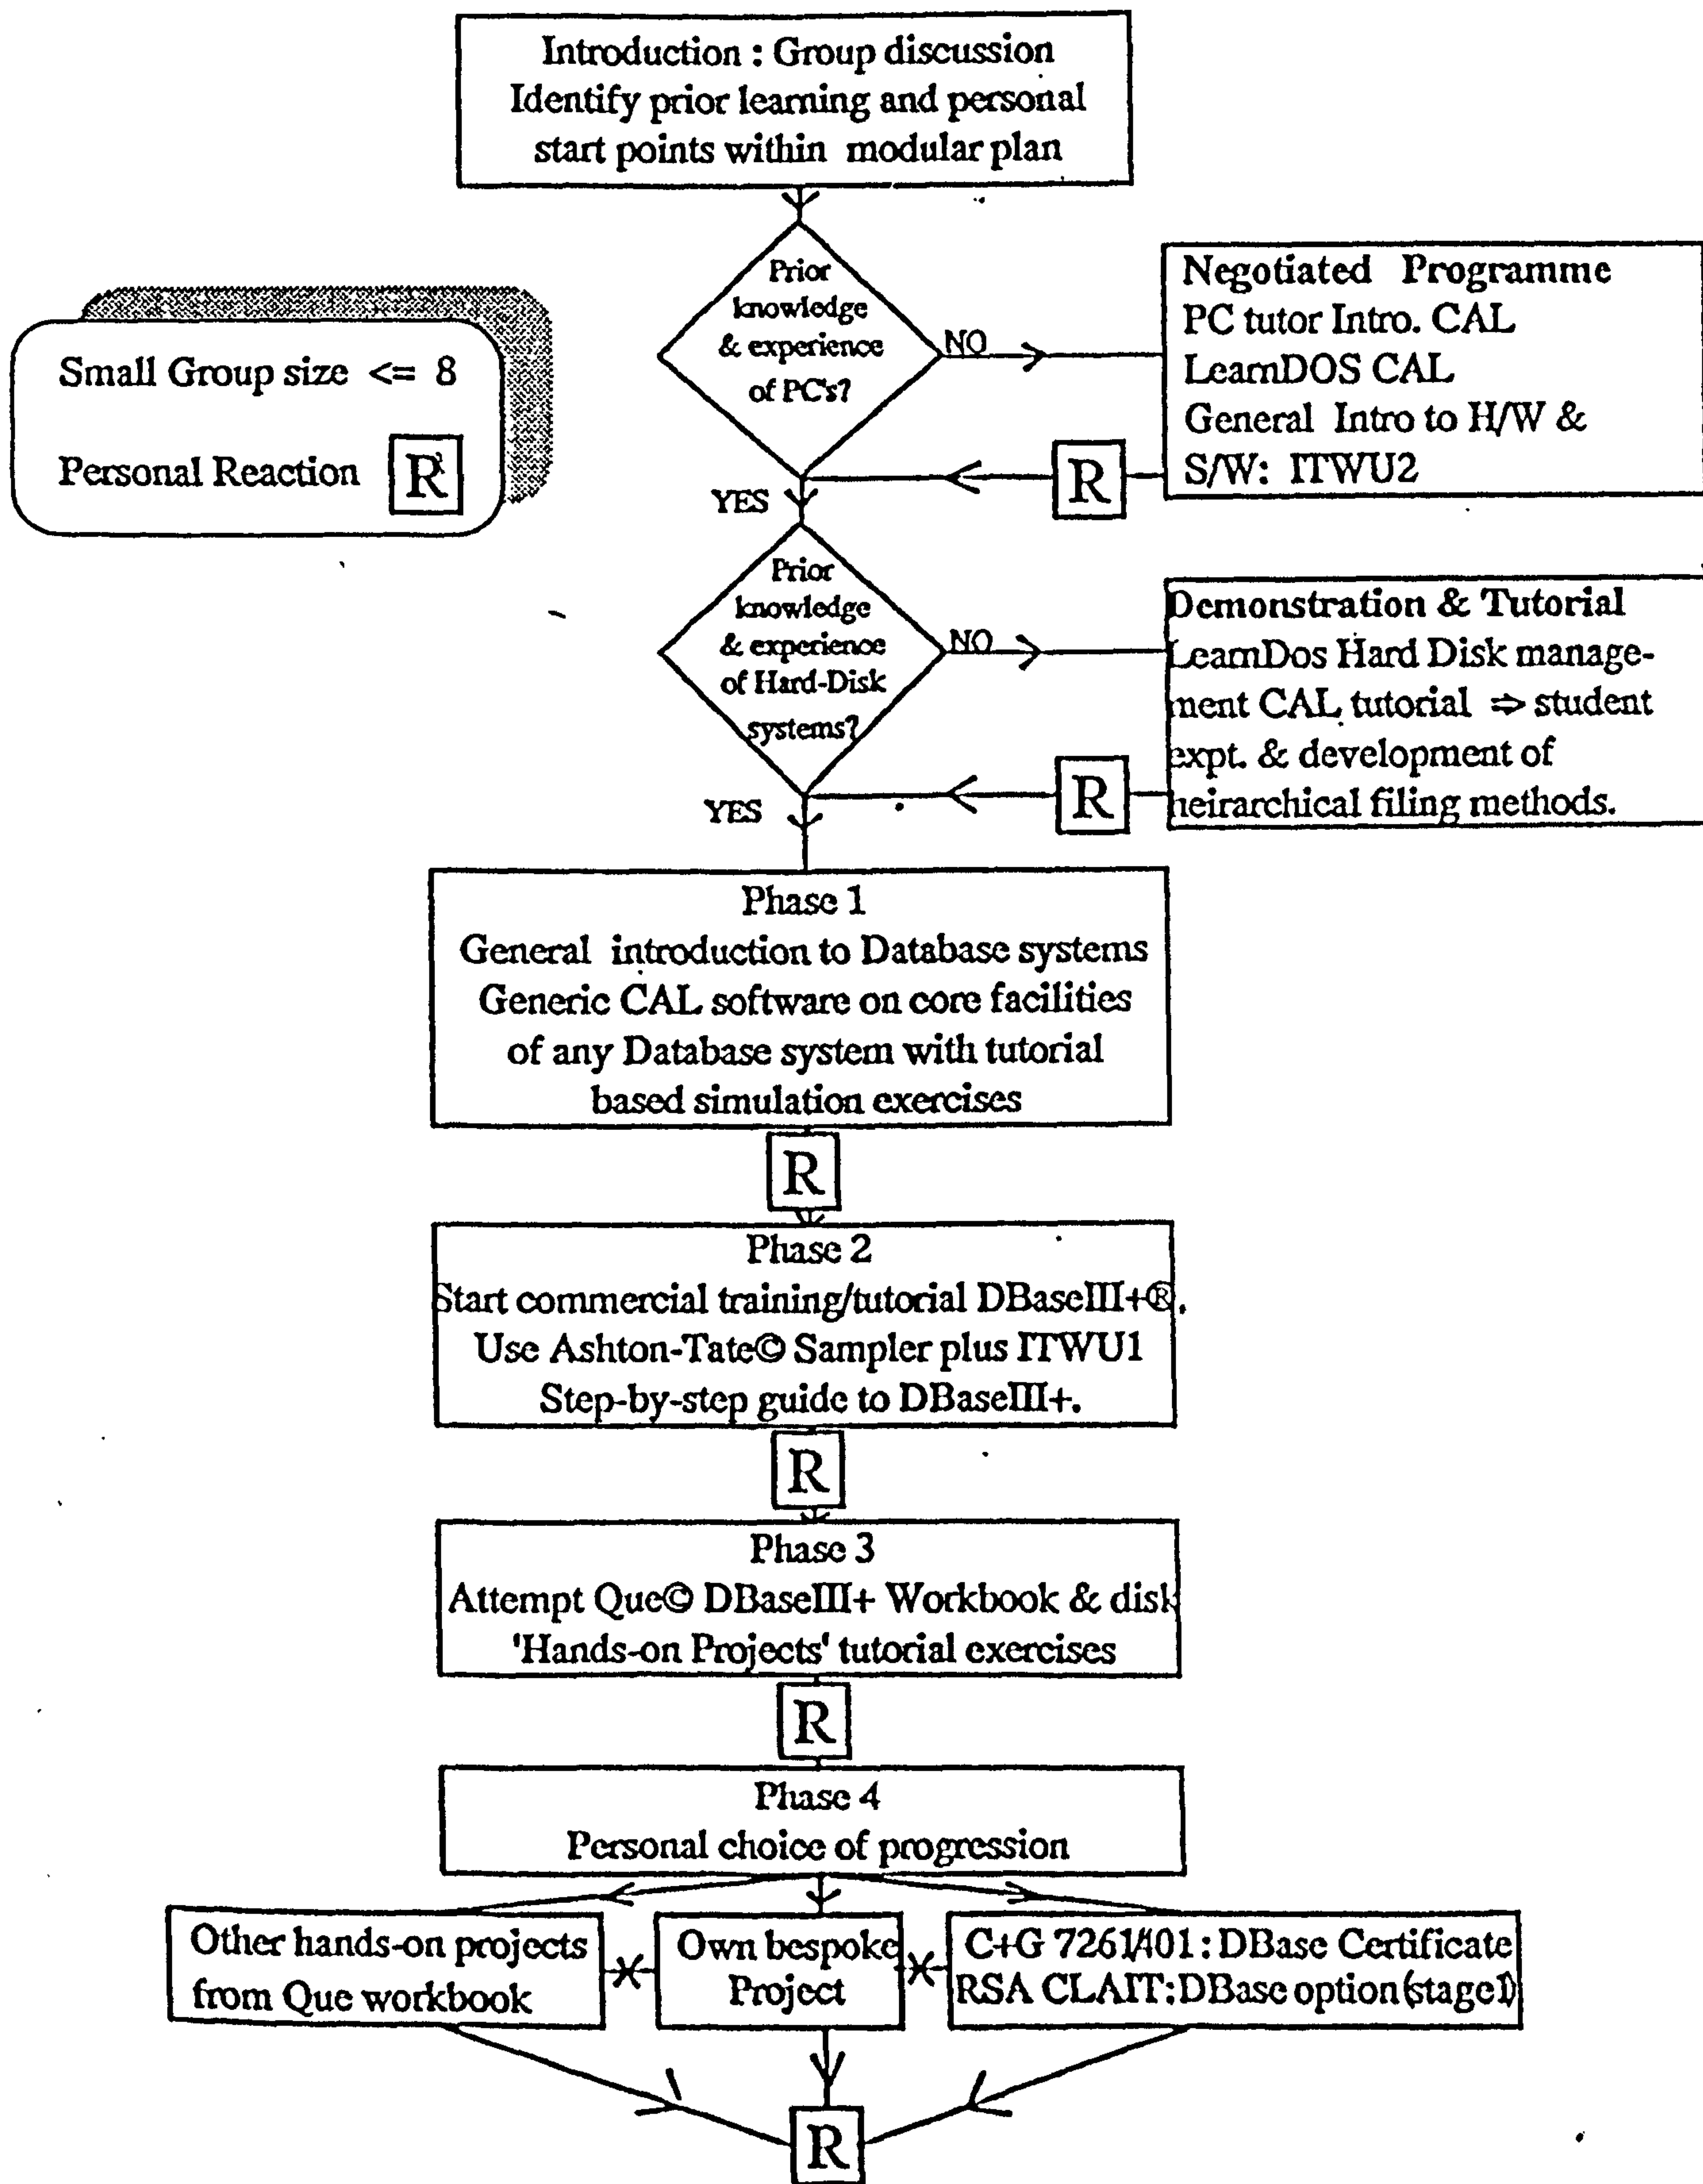 Introduction : Group discussion
Identify prior learning and personal
start points within modular plan
Prior
knowledge
& experience
of PC's?
NO
Negotiated Programme
PC tutor Intro. CAL
LearnDOS CAL
General Intro to H/W &
S/W: ITWU2
Small Group size <= 8
Personal Reaction R
R
YES
Prior
knowledge
& experience
of Hard-Disk
systems?
NO
Demonstration & Tutorial
LearnDos Hard Disk manage-
ment CAL tutorial ⇒ student
expt. & development of
heirarchical filing methods.
R
YES
Phase 1
General introduction to Database systems
Generic CAL software on core facilities
of any Database system with tutorial
based simulation exercises
R
Phase 2
Start commercial training/tutorial DBaseIII+®.
Use Ashton-Tate© Sampler plus ITWU1
Step-by-step guide to DBaseIII+.
R
Phase 3
Attempt Que© DBaseIII+ Workbook & disk
'Hands-on Projects' tutorial exercises
R
Phase 4
Personal choice of progression
Other hands-on projects
from Que workbook
Own bespoke
Project
C+G 7261/401: DBase Certificate
RSA CLAIT:DBase option(stage1)
R